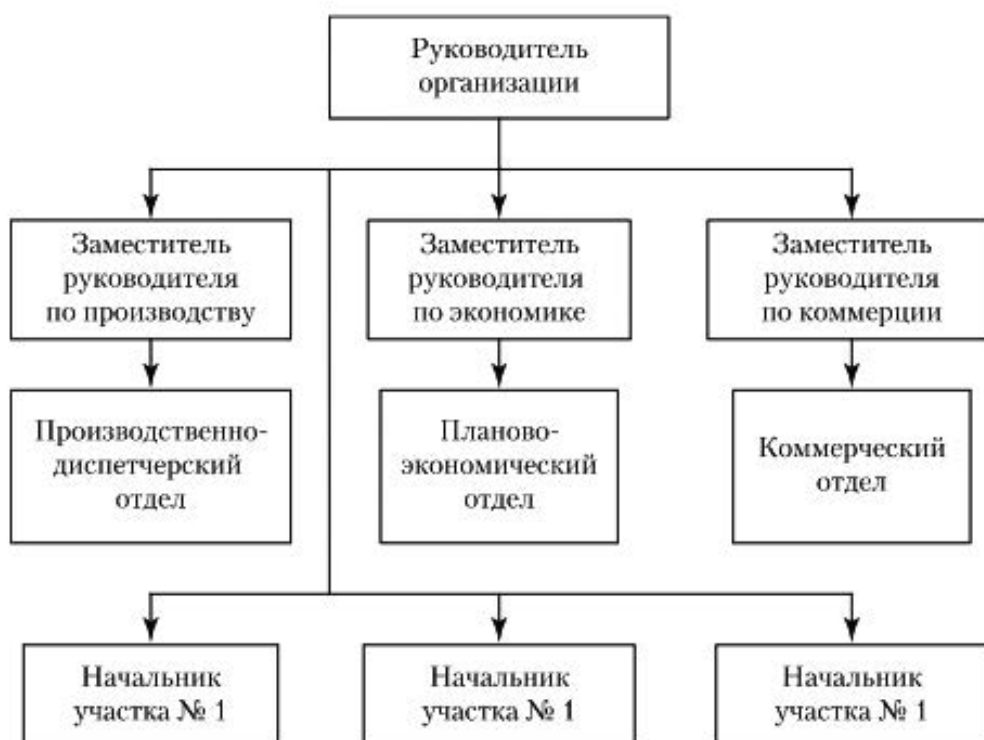 Руководитель
организации
Заместитель
руководителя
по производству
Заместитель
руководителя
по экономике
Заместитель
руководителя
по коммерции
Производственно-
диспетчерский
отдел
Планово-
экономический
отдел
Коммерческий
отдел
Начальник
участка № 1
Начальник
участка № 1
Начальник
участка № 1